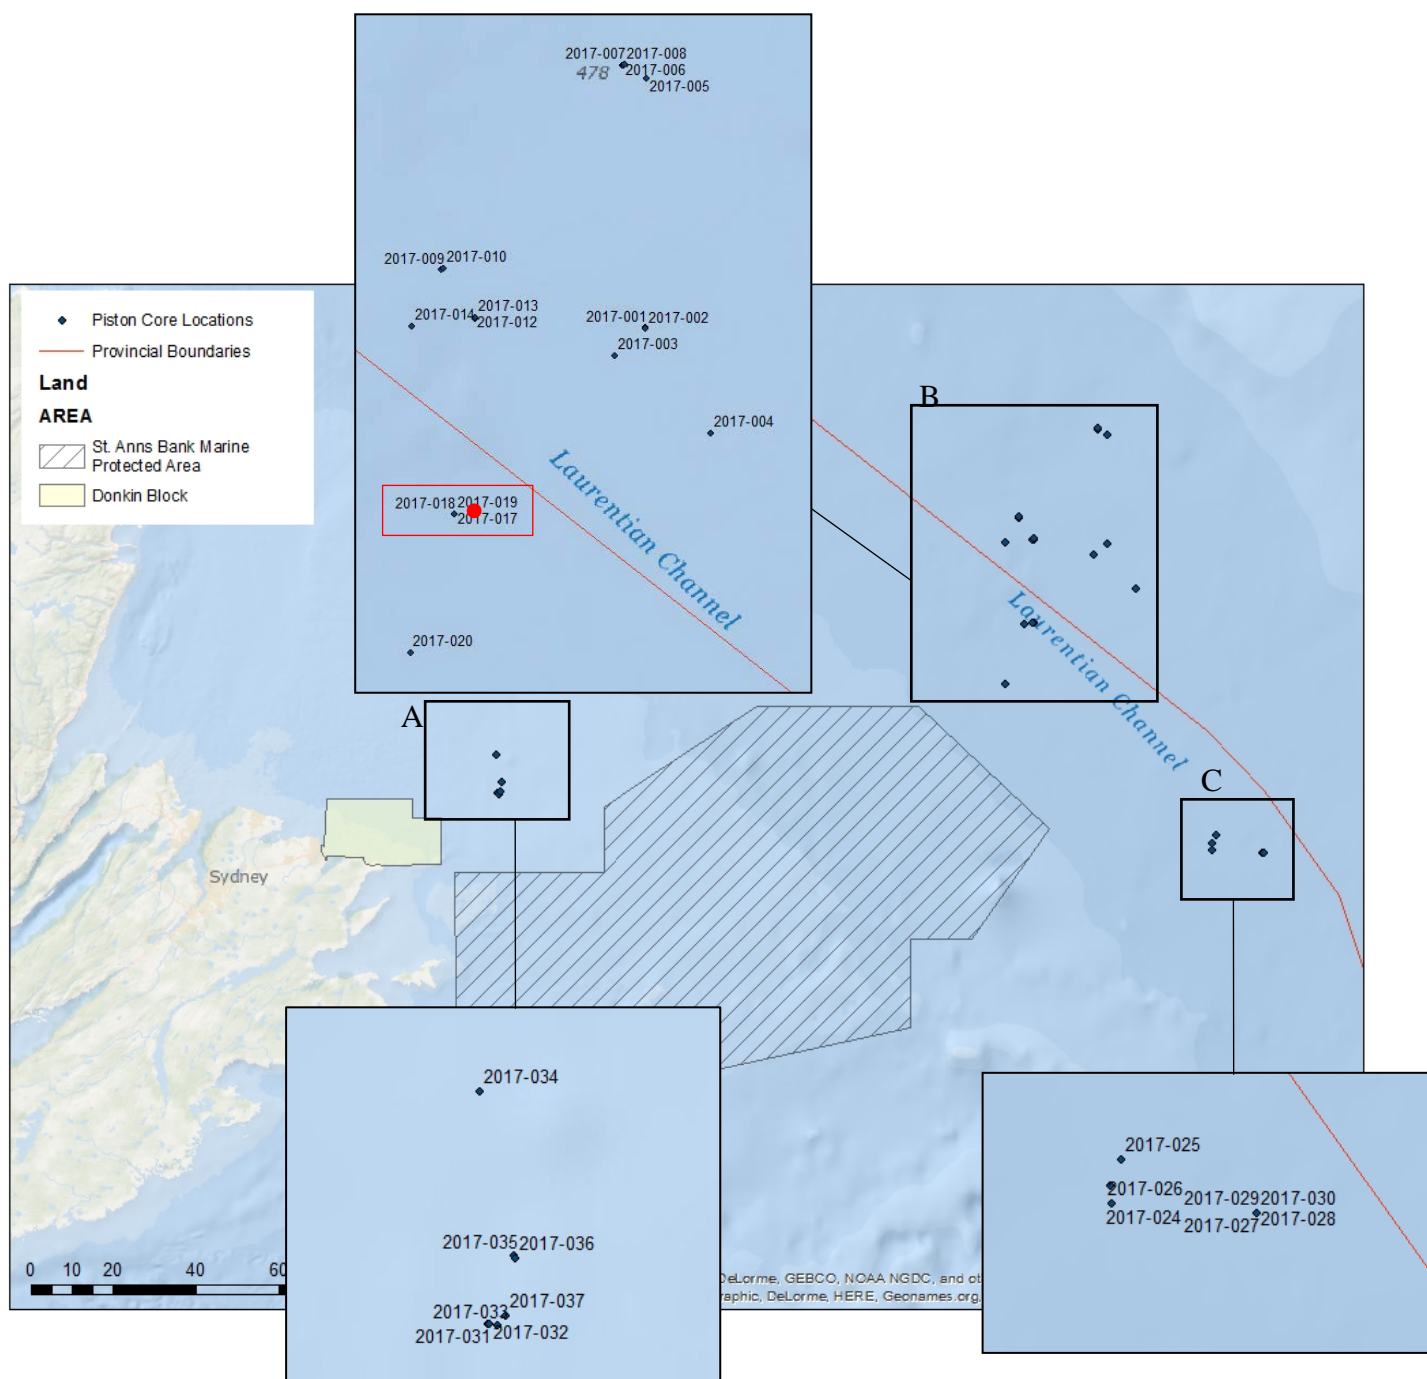 2017-007 2017-008
478 2017-006
2017-005
2017-009 2017-010
2017-013
2017-014
2017-012
2017-001 2017-002
2017-003
2017-004
Laurentian Channel
2017-018 2017-019
2017-017
2017-020
Piston Core Locations
Provincial Boundaries
Land
AREA
St. Anns Bank Marine
Protected Area
Donkin Block
B
Laurentian Channel
A
C
Sydney
2017-034
2017-035 2017-036
2017-037
2017-033
2017-031 2017-032
2017-025
2017-026
2017-024
2017-029 2017-030
2017-027 2017-028
0 10 20 60
DeLorme, GEBCO, NOAA NGDC, and ot
raphic, DeLorme, HERE, Geonames.org,